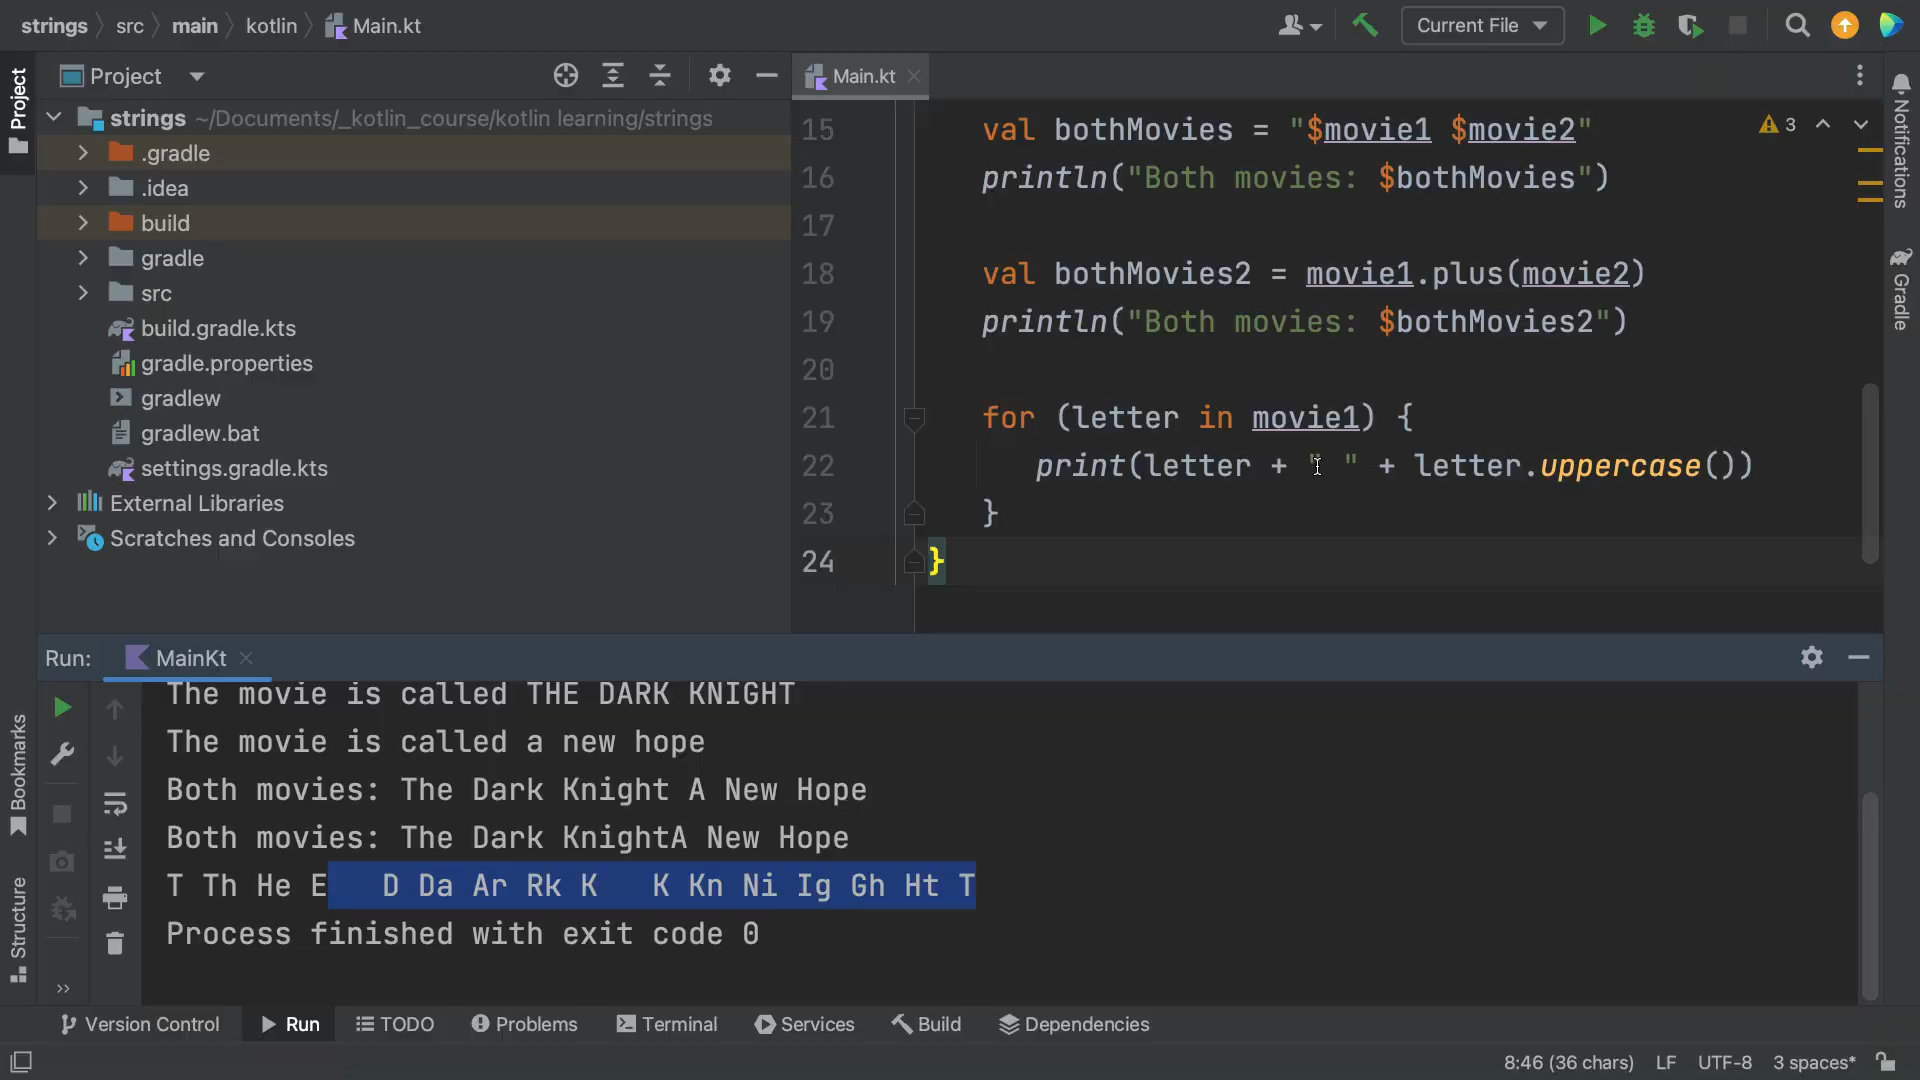 strings src main kotlin Main.kt Current File
Project
Project
Main.kt
Notifications
Gradle
strings ~/Documents/_kotlin_course/kotlin learning/strings
.gradle
.idea
build
gradle
src
build.gradle.kts
gradle.properties
gradlew
gradlew.bat
settings.gradle.kts
External Libraries
Scratches and Consoles
3
15 val bothMovies = "$movie1 $movie2"
16 println("Both movies: $bothMovies")
17
18 val bothMovies2 = movie1.plus(movie2)
19 println("Both movies: $bothMovies2")
20
21 for (letter in movie1) {
22 print(letter + " " + letter.uppercase())
23 }
24 }
Run: MainKt
Bookmarks
Structure
The movie is called THE DARK KNIGHT
The movie is called a new hope
Both movies: The Dark Knight A New Hope
Both movies: The Dark KnightA New Hope
T Th He E   D Da Ar Rk K   K Kn Ni Ig Gh Ht T
Process finished with exit code 0
>>
Version Control Run TODO Problems Terminal Services Build Dependencies
8:46 (36 chars) LF UTF-8 3 spaces*